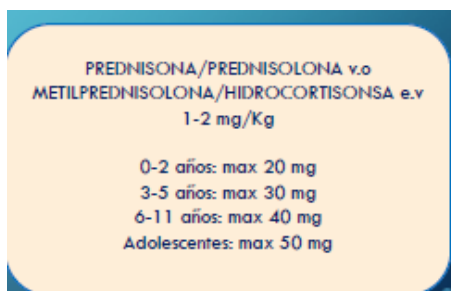 PREDNISONA/PREDNISOLONA v.o
METILPREDNISOLONA/HIDROCORTISONSA e.v
1-2 mg/Kg
0-2 años: max 20 mg
3-5 años: max 30 mg
6-11 años: max 40 mg
Adolescentes: max 50 mg